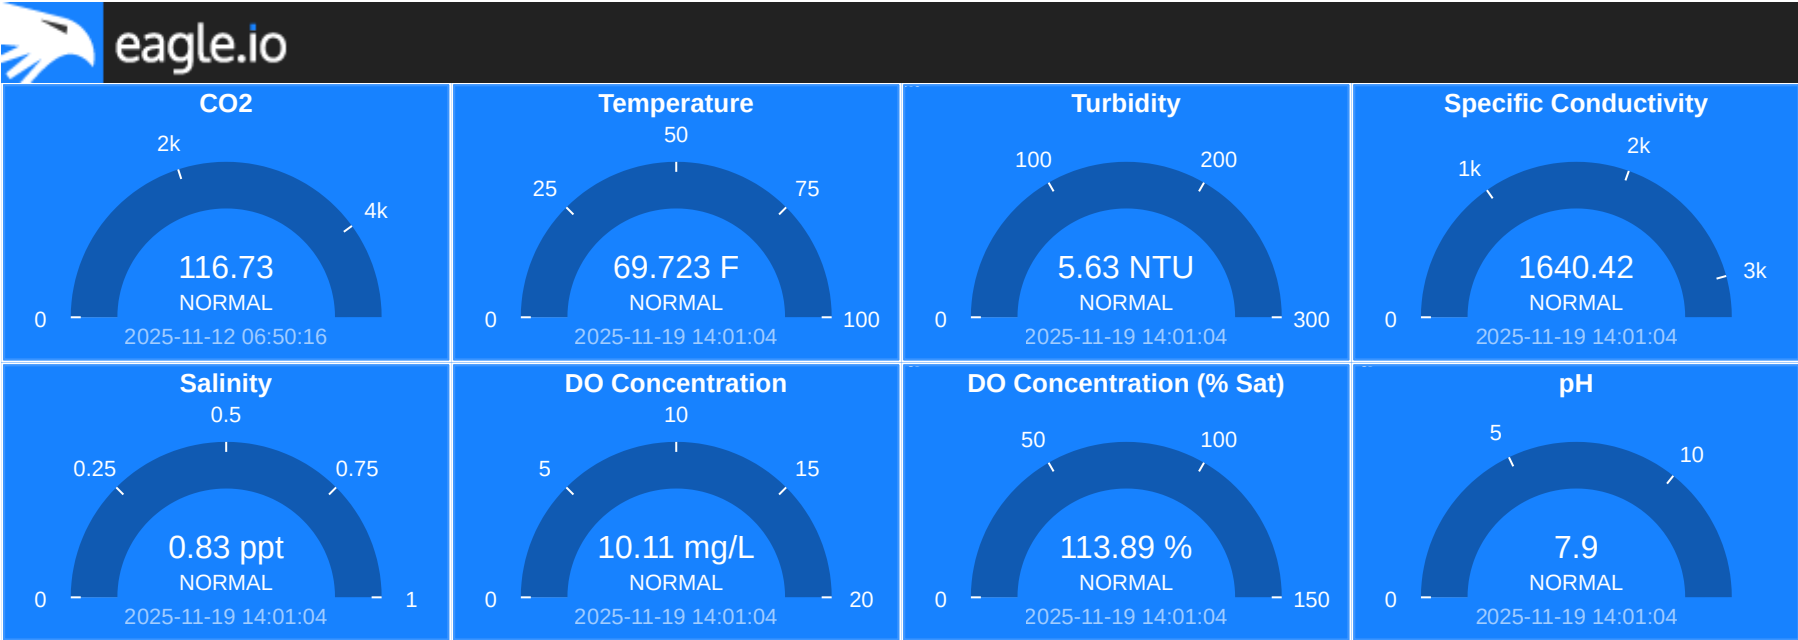 eagle.io
CO2
2k
4k
116.73
NORMAL
0
2025-11-12 06:50:16
Temperature
50
25
75
69.723 F
NORMAL
0
100
2025-11-19 14:01:04
Turbidity
100
200
5.63 NTU
NORMAL
0
300
2025-11-19 14:01:04
Specific Conductivity
2k
1k
3k
1640.42
NORMAL
0
2025-11-19 14:01:04
Salinity
0.5
0.25
0.75
0.83 ppt
NORMAL
0
1
2025-11-19 14:01:04
DO Concentration
10
5
15
10.11 mg/L
NORMAL
0
20
2025-11-19 14:01:04
DO Concentration (% Sat)
50
100
113.89 %
NORMAL
0
150
2025-11-19 14:01:04
pH
5
10
7.9
NORMAL
0
2025-11-19 14:01:04